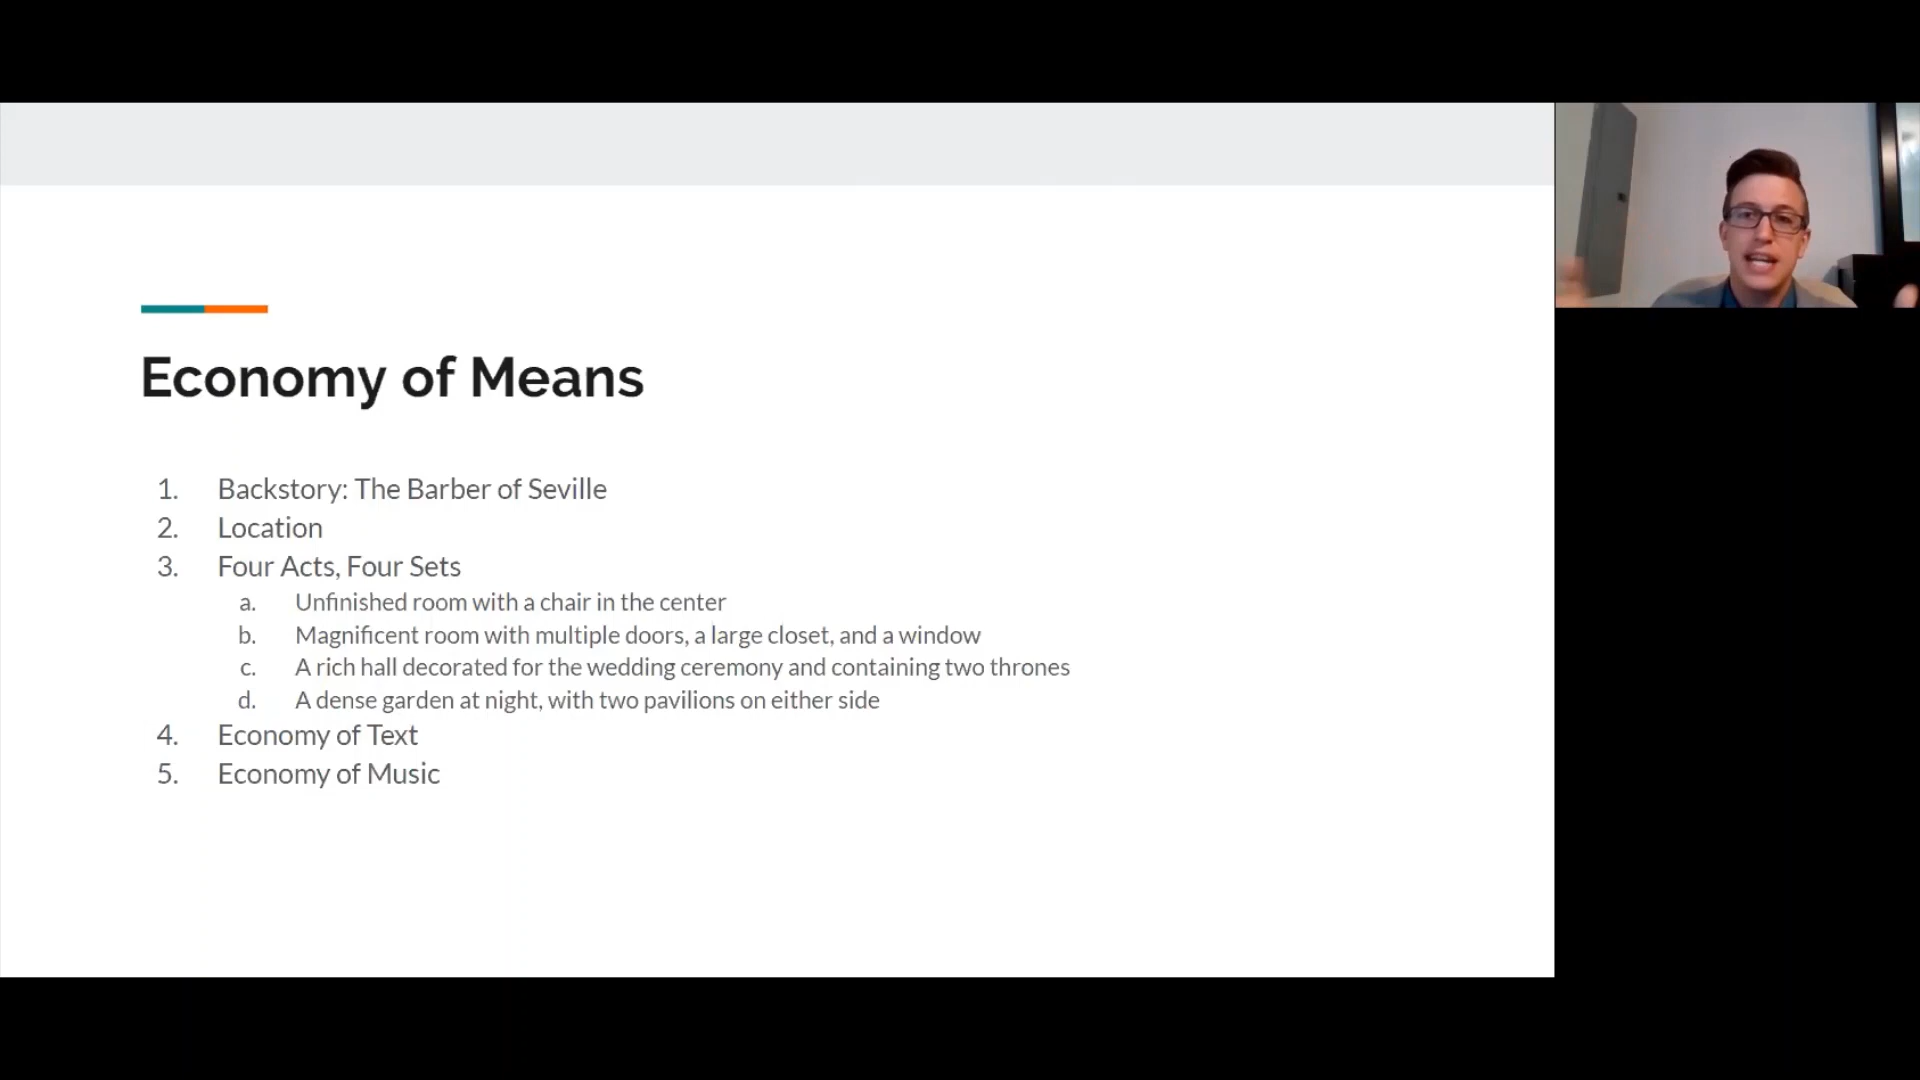 Economy of Means
1. Backstory: The Barber of Seville
2. Location
3. Four Acts, Four Sets
a. Unfinished room with a chair in the center
b. Magnificent room with multiple doors, a large closet, and a window
c. A rich hall decorated for the wedding ceremony and containing two thrones
d. A dense garden at night, with two pavilions on either side
4. Economy of Text
5. Economy of Music